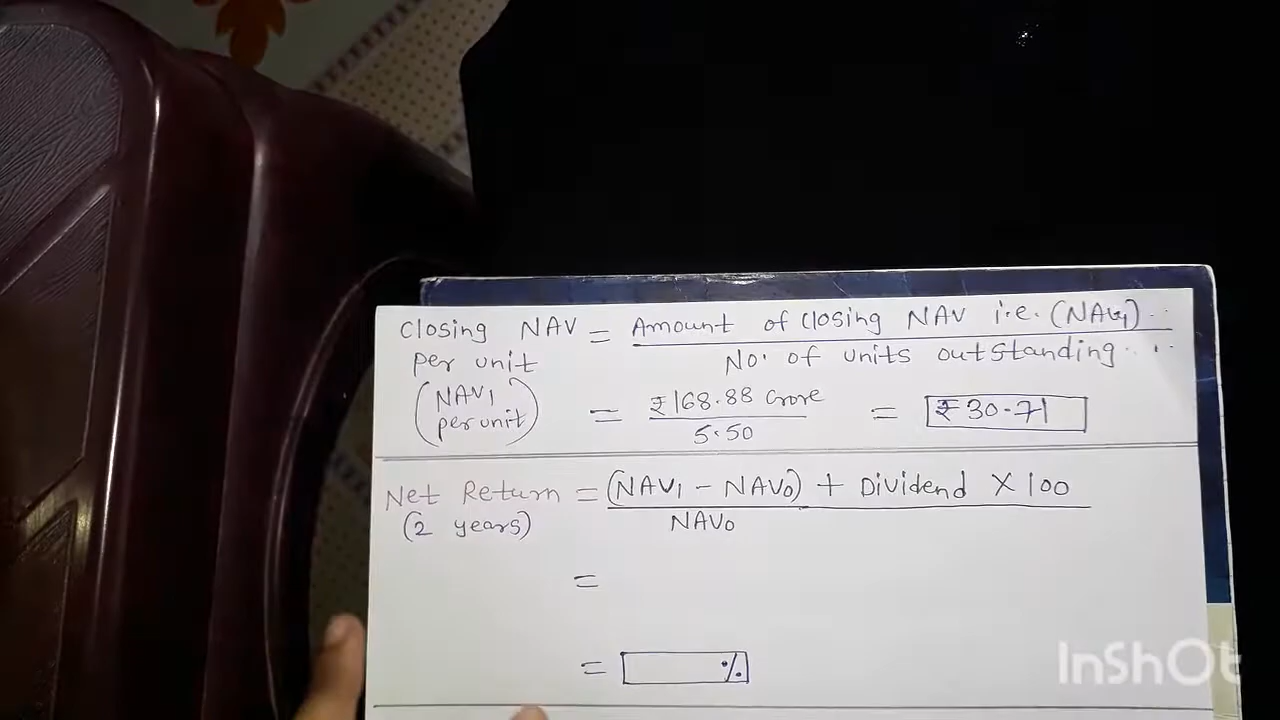 Closing NAV = Amount of closing NAV i.e. (NAV1)..
per unit No. of units outstanding...
(NAV1 per unit) = ₹168.88 Crore / 5.50 = ₹30.71
Net Return = (NAV1 - NAV0) + Dividend X 100
(2 years) NAV0
=
= %
InShOt